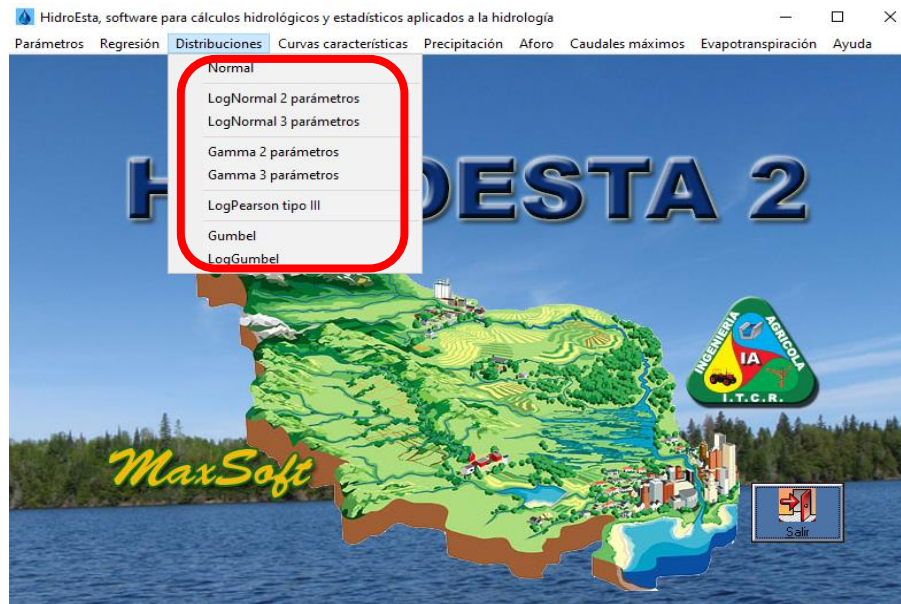 HidroEsta, software para cálculos hidrológicos y estadísticos aplicados a la hidrología
Parámetros Regresión Distribuciones Curvas características Precipitación Aforo Caudales máximos Evapotranspiración Ayuda
Normal
LogNormal 2 parámetros
LogNormal 3 parámetros
Gamma 2 parámetros
Gamma 3 parámetros
LogPearson tipo III
Gumbel
LogGumbel
H OESTA 2
INGENIERIA AGRICOLA
IA
I.T.C.R.
MaxSoft
Salir